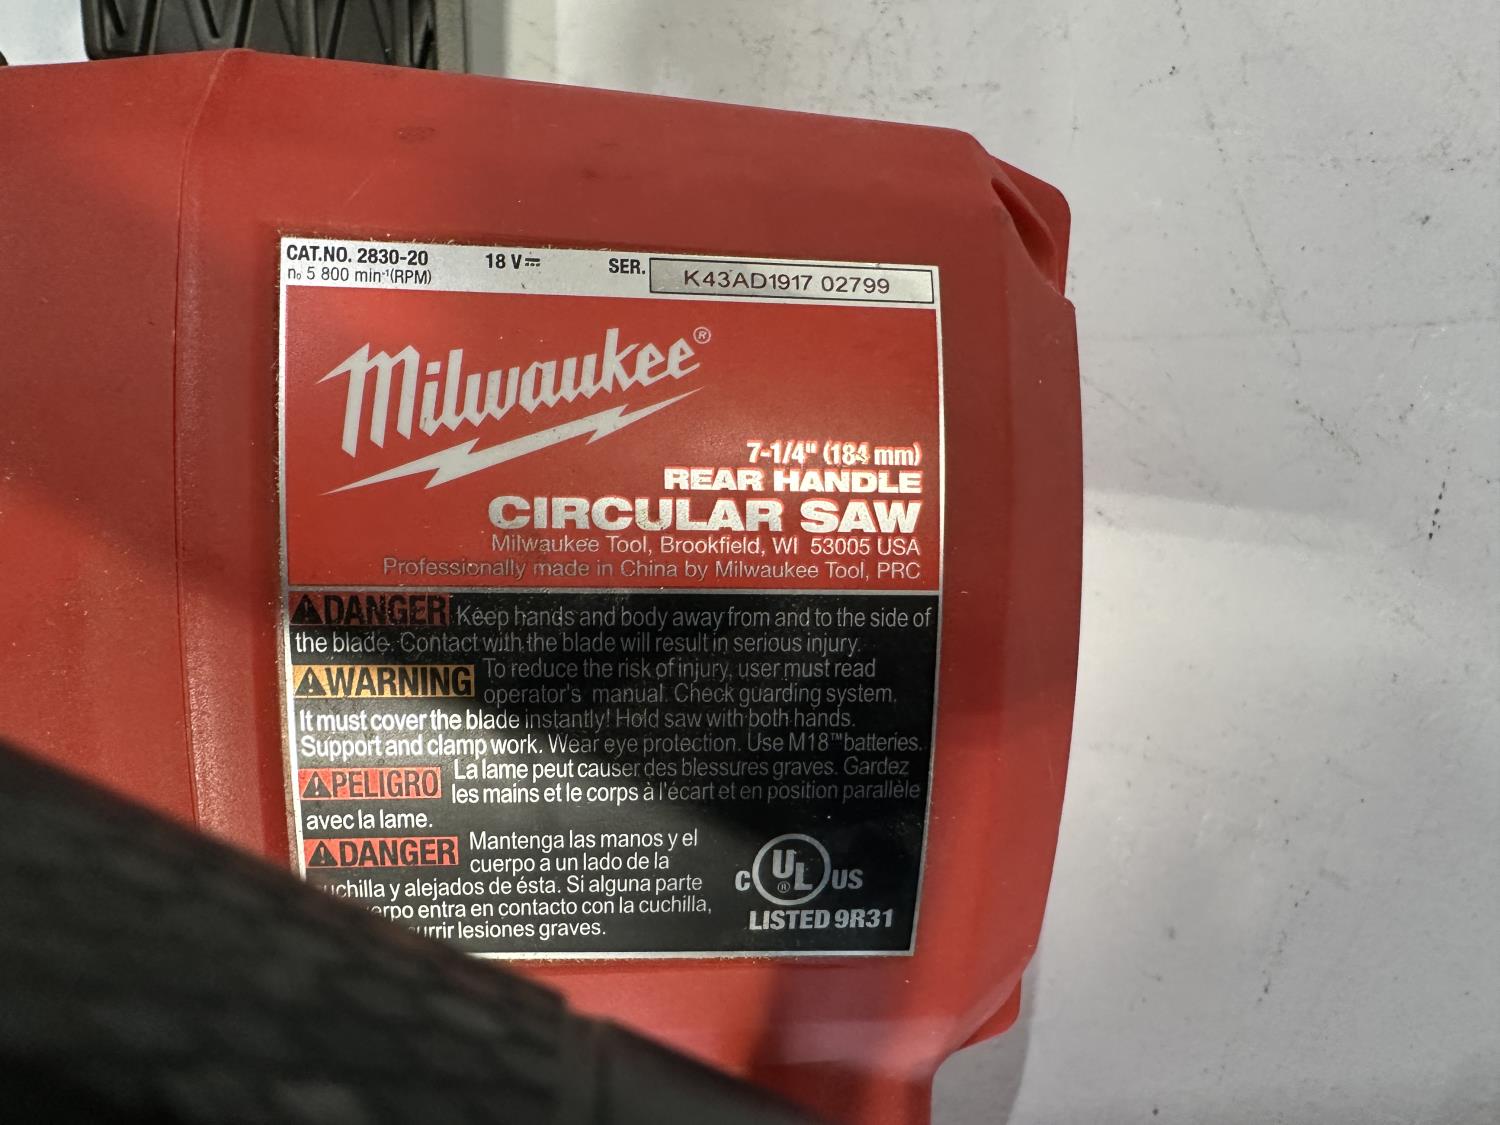 CAT.NO. 2830-20 18 V⎓ SER. K43AD1917 02799
n₀ 5 800 min⁻¹(RPM)
Milwaukee®
7-1/4" (184 mm)
REAR HANDLE
CIRCULAR SAW
Milwaukee Tool, Brookfield, WI 53005 USA
Professionally made in China by Milwaukee Tool, PRC
⚠DANGER Keep hands and body away from and to the side of
the blade. Contact with the blade will result in serious injury.
⚠WARNING To reduce the risk of injury, user must read
operator's manual. Check guarding system,
It must cover the blade instantly! Hold saw with both hands.
Support and clamp work. Wear eye protection. Use M18™ batteries.
⚠PELIGRO La lame peut causer des blessures graves. Gardez
les mains et le corps à l'écart et en position parallèle
avec la lame.
⚠DANGER Mantenga las manos y el
cuerpo a un lado de la
y alejados de ésta. Si alguna parte
entra en contacto con la cuchilla,
lesiones graves.
C UL® US
LISTED 9R31